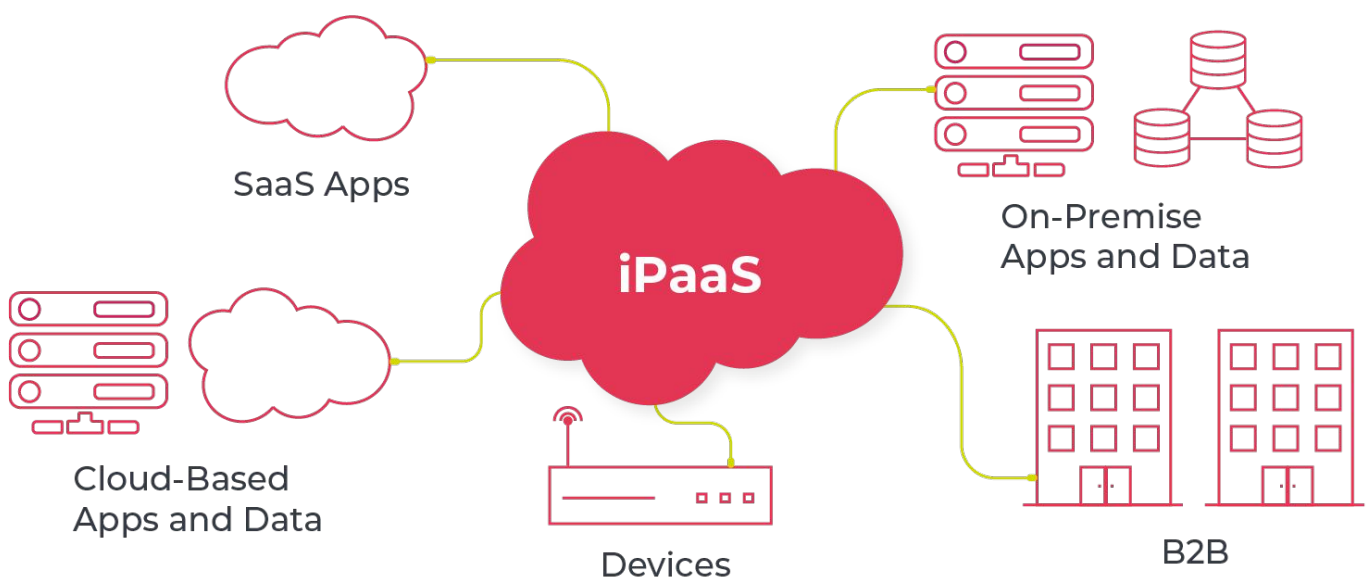 SaaS Apps
On-Premise
Apps and Data
iPaaS
Cloud-Based
Apps and Data
Devices
B2B